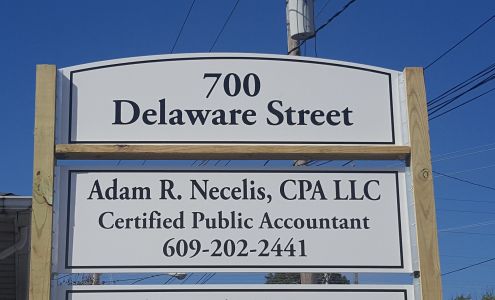 700
Delaware Street
Adam R. Necelis, CPA LLC
Certified Public Accountant
609-202-2441